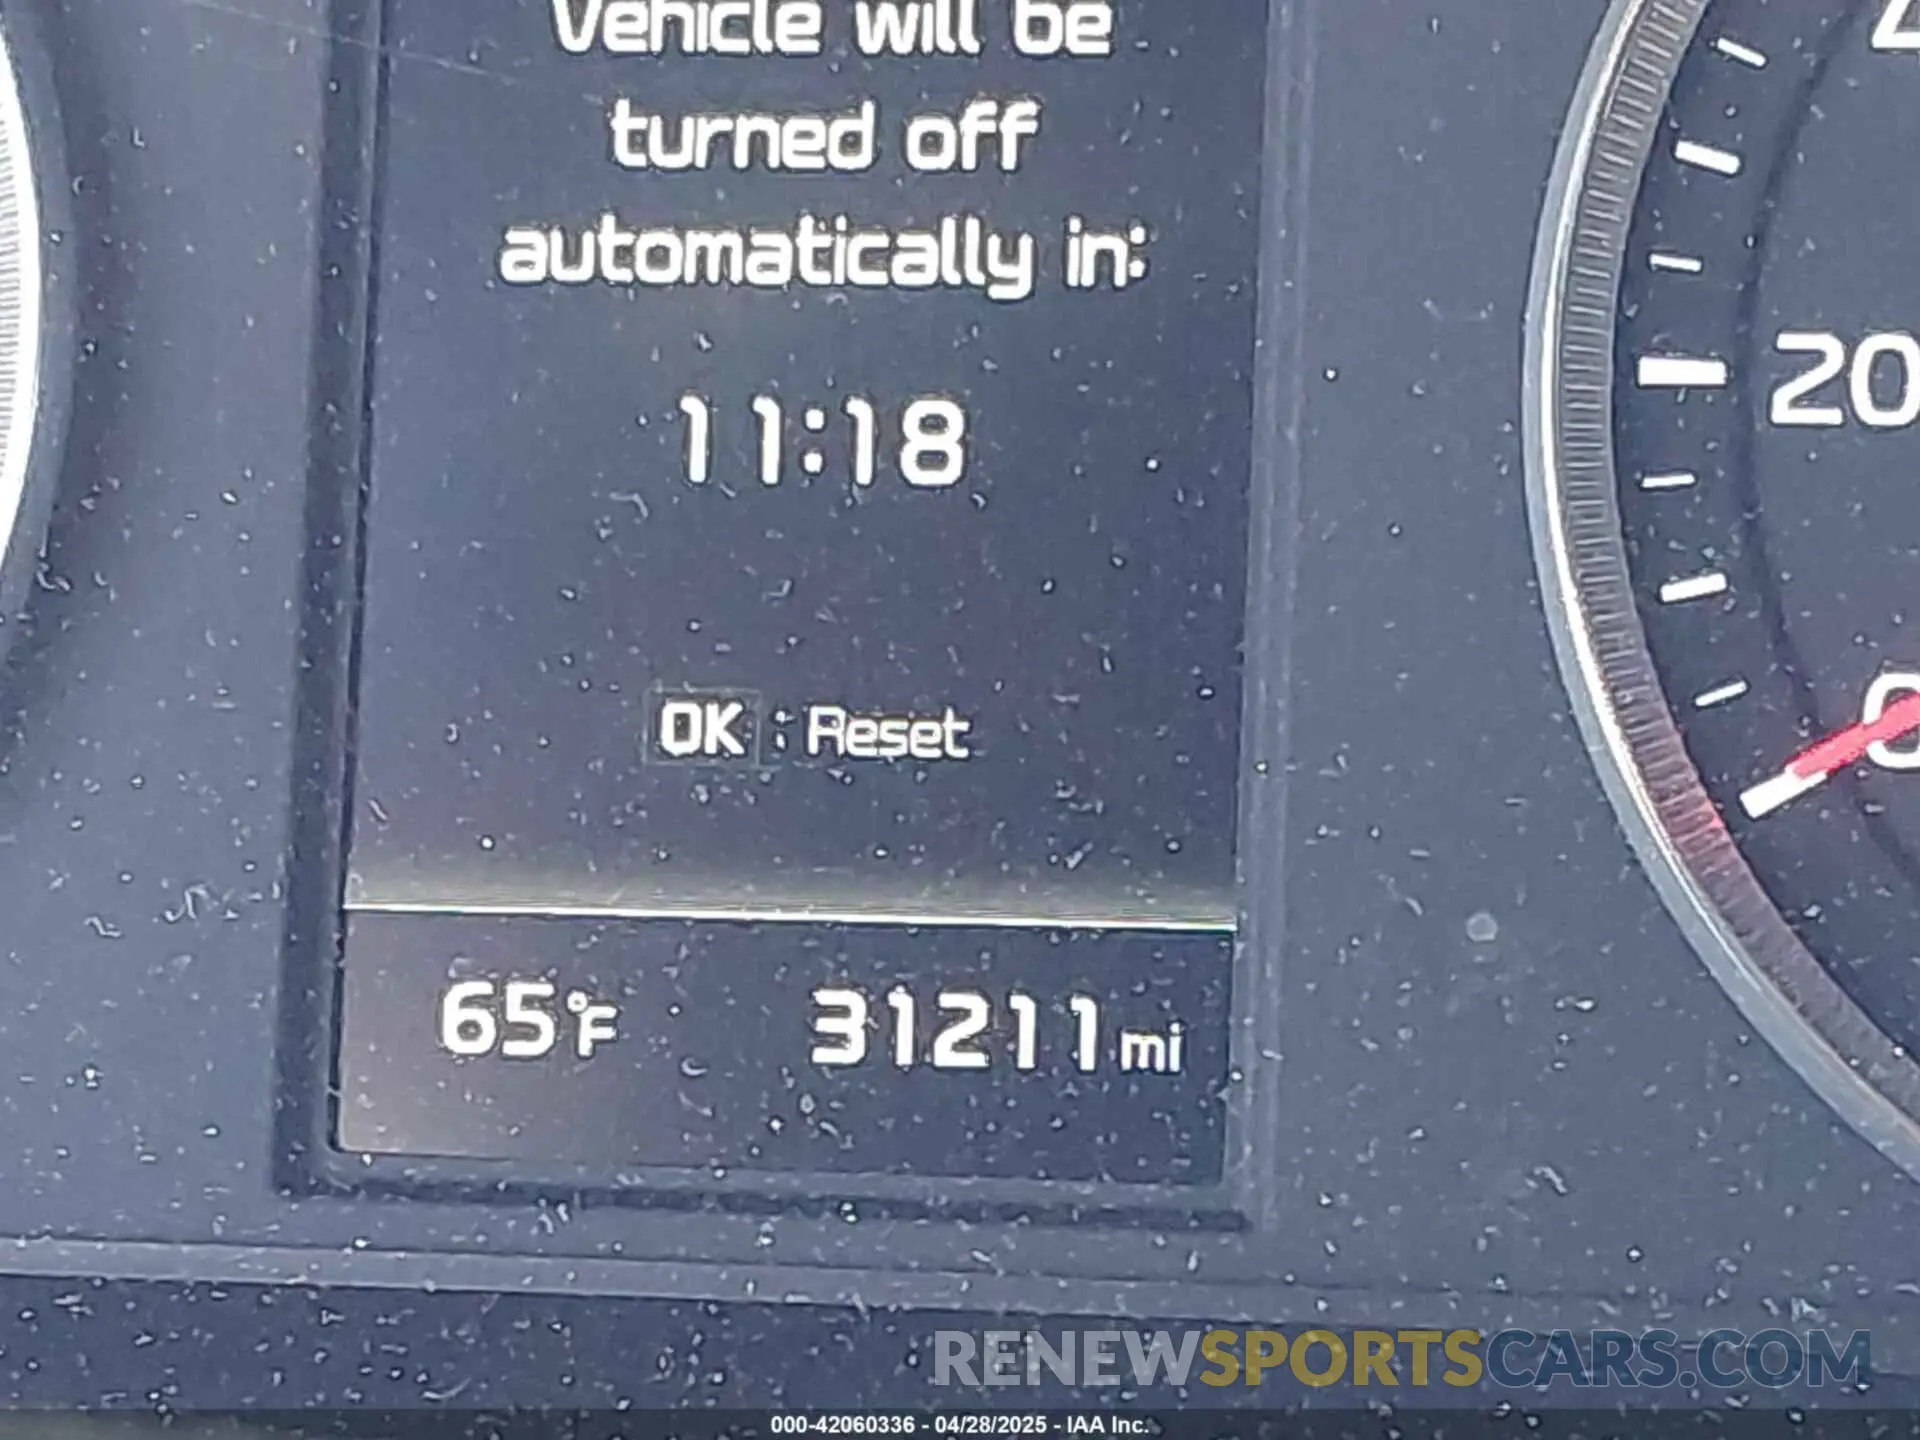 Vehicle will be
turned off
automatically in:
11:18
OK : Reset
20
0
65°F 31211 mi
RENEWSPORTSCARS.COM
000-42060336 - 04/28/2025 - IAA Inc.